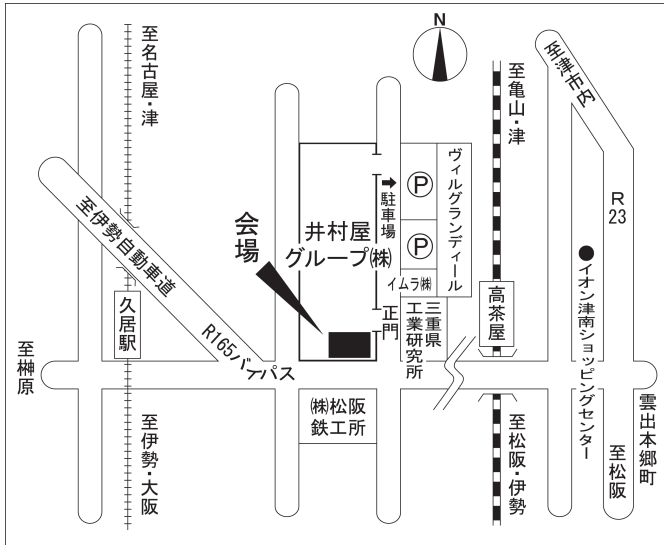 至名古屋・津
至伊勢自動車道
久居駅
R165バイパス
至榊原
至伊勢・大阪
会場
井村屋
グループ㈱
㈱松阪
鉄工所
N
駐車場
P
P
ヴィルグランディール
イムラ㈱
正門
三重県
工業研究所
至亀山・津
高茶屋
至松阪・伊勢
至津市内
R
23
イオン津南ショッピングセンター
至松阪
雲出本郷町